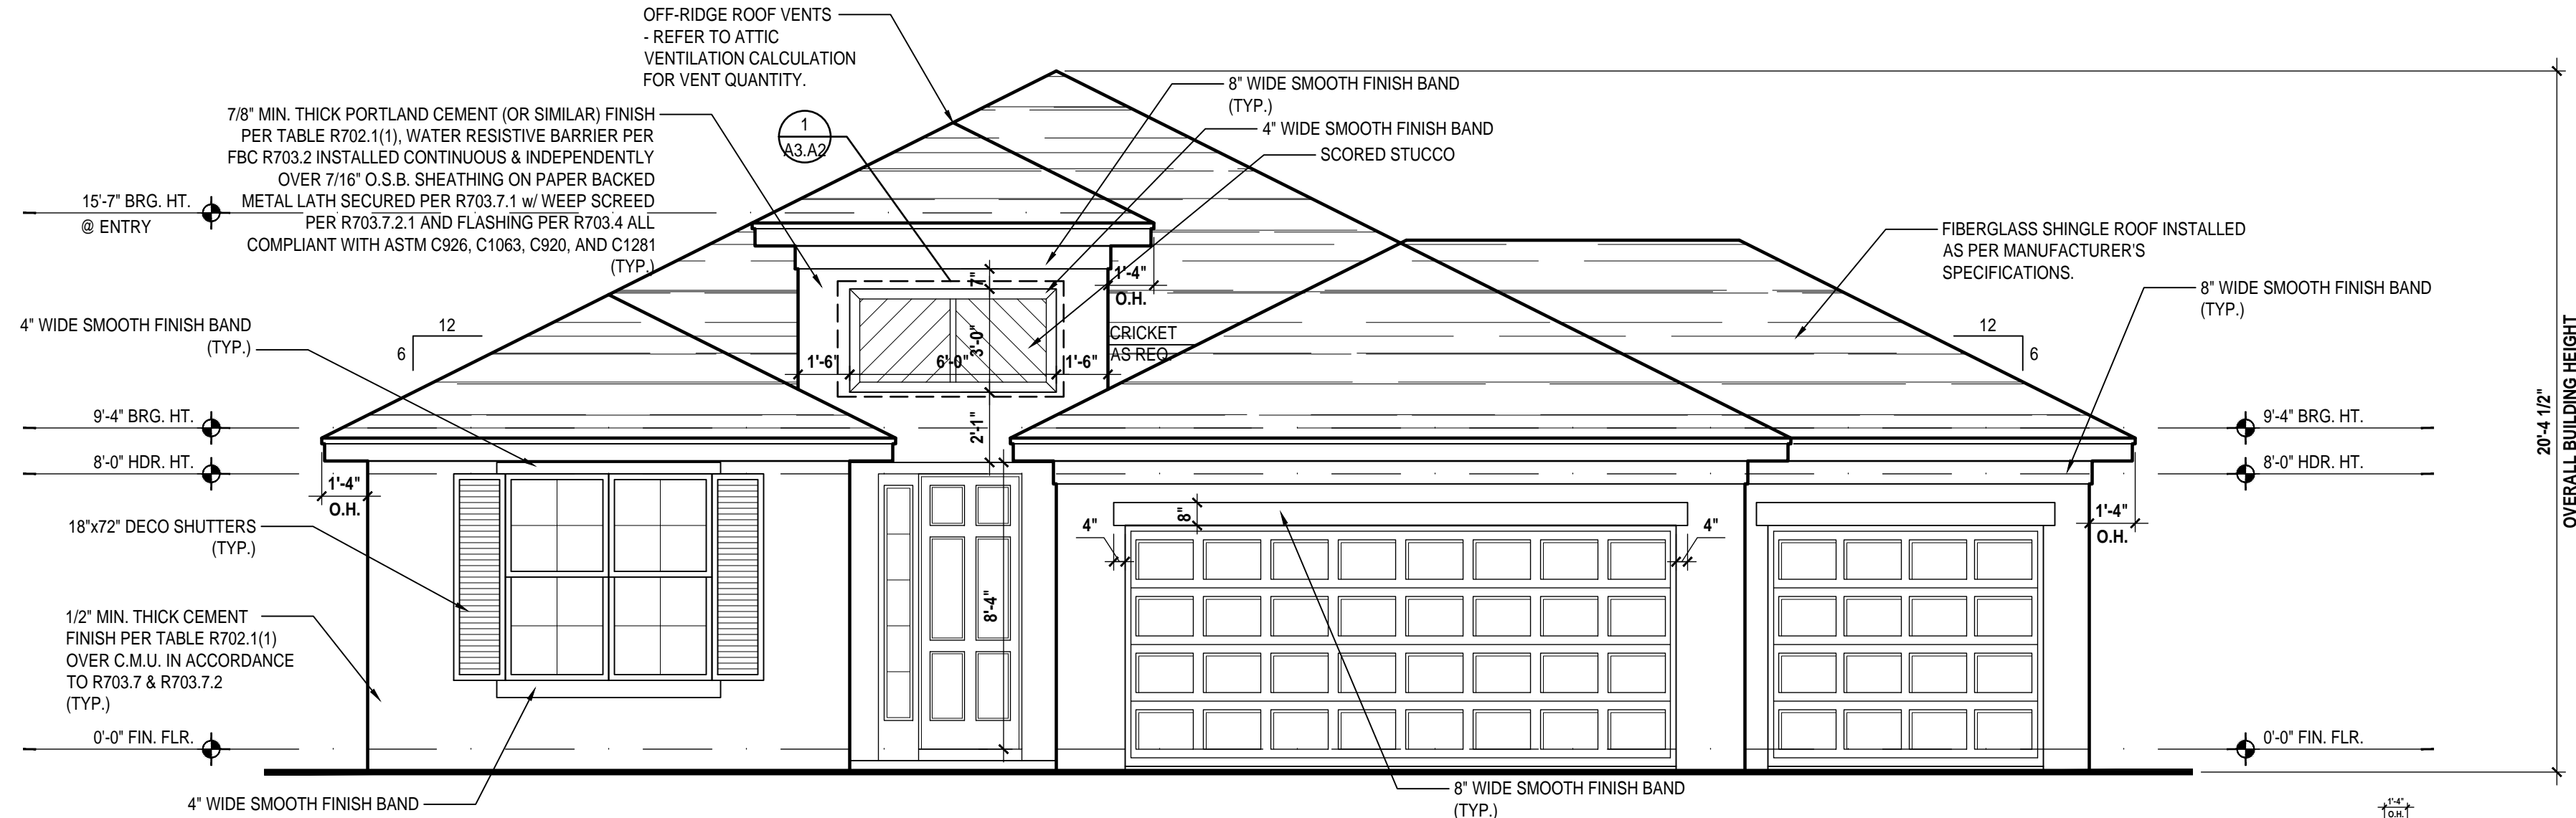 OFF-RIDGE ROOF VENTS
- REFER TO ATTIC
VENTILATION CALCULATION
FOR VENT QUANTITY.
8" WIDE SMOOTH FINISH BAND
(TYP.)
4" WIDE SMOOTH FINISH BAND
SCORED STUCCO
7/8" MIN. THICK PORTLAND CEMENT (OR SIMILAR) FINISH
PER TABLE R702.1(1), WATER RESISTIVE BARRIER PER
FBC R703.2 INSTALLED CONTINUOUS & INDEPENDENTLY
OVER 7/16" O.S.B. SHEATHING ON PAPER BACKED
METAL LATH SECURED PER R703.7.1 w/ WEEP SCREED
PER R703.7.2.1 AND FLASHING PER R703.4 ALL
COMPLIANT WITH ASTM C926, C1063, C920, AND C1281
(TYP.)
1
A3.A2
15'-7" BRG. HT.
@ ENTRY
FIBERGLASS SHINGLE ROOF INSTALLED
AS PER MANUFACTURER'S
SPECIFICATIONS.
8" WIDE SMOOTH FINISH BAND
(TYP.)
4" WIDE SMOOTH FINISH BAND
(TYP.)
12
6
7"
1'-4"
O.H.
3'-0"
1'-6"
6'-0"
1'-6"
CRICKET
AS REQ.
2'-1"
12
6
20'-4 1/2"
OVERALL BUILDING HEIGHT
9'-4" BRG. HT.
8'-0" HDR. HT.
9'-4" BRG. HT.
8'-0" HDR. HT.
1'-4"
O.H.
18"x72" DECO SHUTTERS
(TYP.)
8"
4"
4"
1'-4"
O.H.
8'-4"
1/2" MIN. THICK CEMENT
FINISH PER TABLE R702.1(1)
OVER C.M.U. IN ACCORDANCE
TO R703.7 & R703.7.2
(TYP.)
0'-0" FIN. FLR.
0'-0" FIN. FLR.
4" WIDE SMOOTH FINISH BAND
8" WIDE SMOOTH FINISH BAND
(TYP.)
1'-4"
O.H.